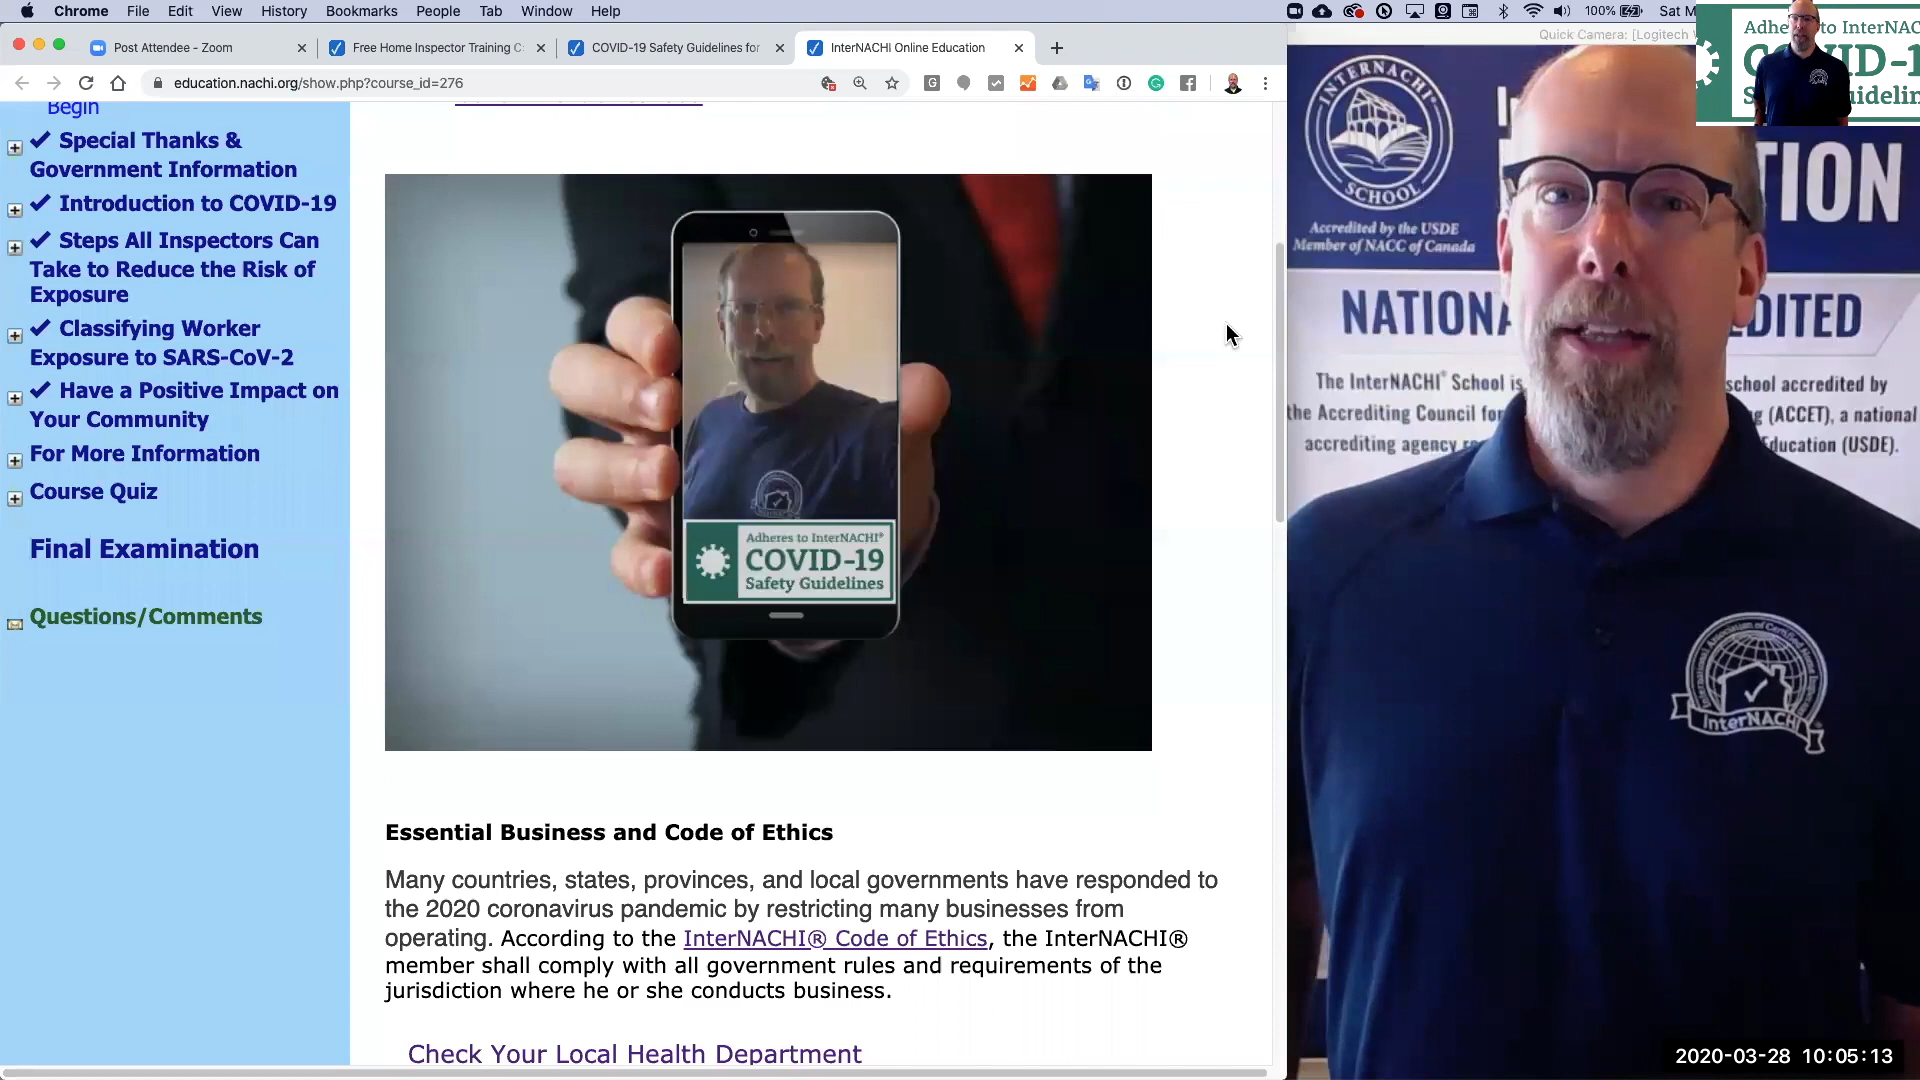 Chrome File Edit View History Bookmarks People Tab Window Help
100% Sat M
Post Attendee - Zoom
Free Home Inspector Training C
COVID-19 Safety Guidelines for
InterNACHI Online Education
education.nachi.org/show.php?course_id=276
Quick Camera: [Logitech
Begin
Special Thanks &
Government Information
Introduction to COVID-19
Steps All Inspectors Can
Take to Reduce the Risk of
Exposure
Classifying Worker
Exposure to SARS-CoV-2
Have a Positive Impact on
Your Community
For More Information
Course Quiz
Final Examination
Questions/Comments
Adheres to InterNACHI®
COVID-19
Safety Guidelines
Essential Business and Code of Ethics
Many countries, states, provinces, and local governments have responded to
the 2020 coronavirus pandemic by restricting many businesses from
operating. According to the InterNACHI® Code of Ethics, the InterNACHI®
member shall comply with all government rules and requirements of the
jurisdiction where he or she conducts business.
Check Your Local Health Department
INTERNACHI
SCHOOL
Accredited by the USDE
Member of NACC of Canada
TION
NATIONA EDITED
The InterNACHI® School is school accredited by
the Accrediting Council for g (ACCET), a national
accrediting agency Education (USDE).
InterNACHI
2020-03-28 10:05:13